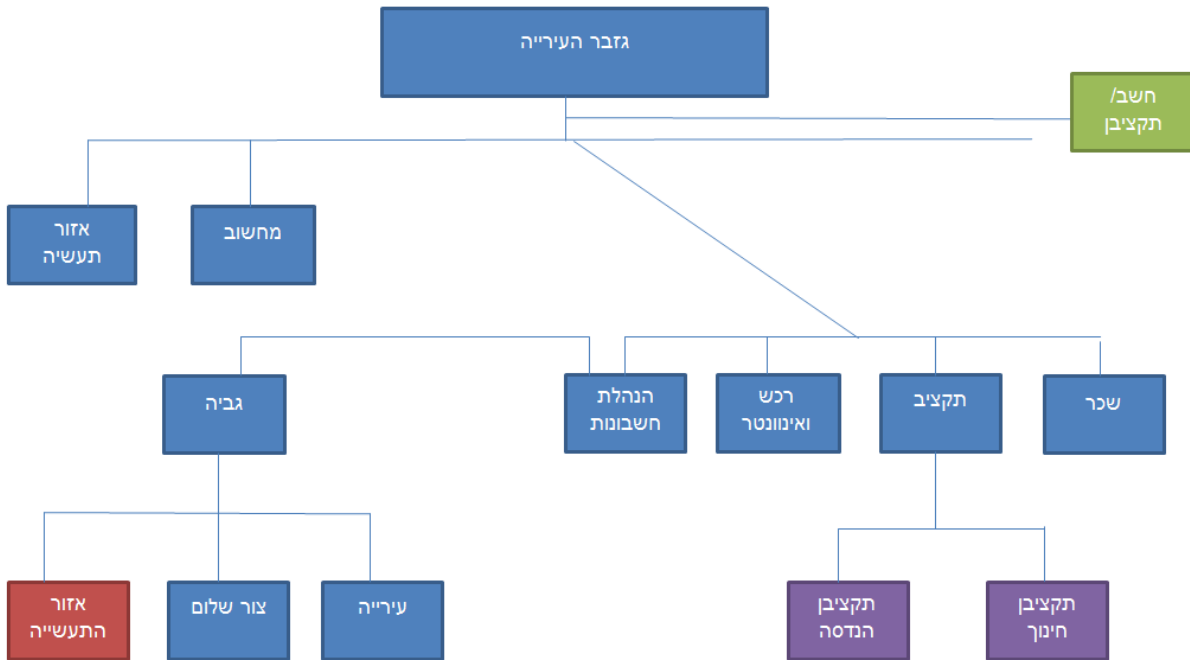 גזבר העירייה
חשב/
תקציבן
אזור
תעשיה
מחשוב
שכר
תקציב
רכש
ואינוונטר
הנהלת
חשבונות
גביה
תקציבן
חינוך
תקציבן
הנדסה
עירייה
צור שלום
אזור
התעשייה